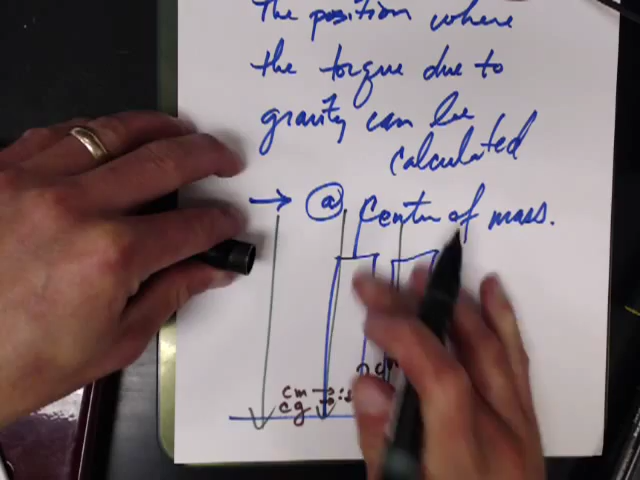 The position where
the torque due to
gravity can be
calculated
→ @ Center of mass.
cm →
cg →